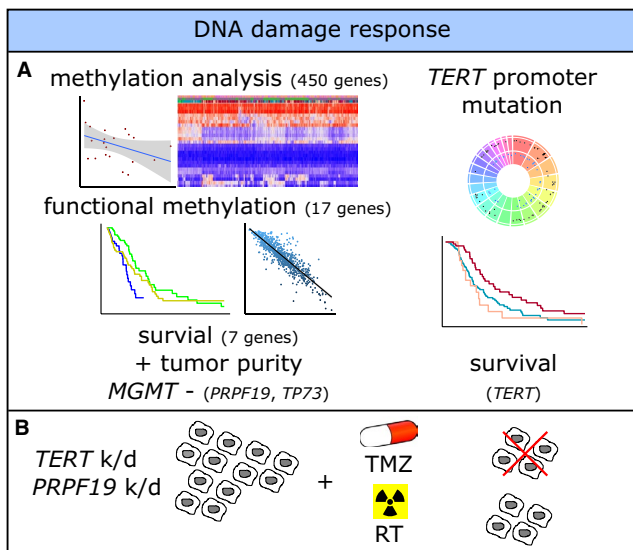 DNA damage response
A
methylation analysis (450 genes)
functional methylation (17 genes)
survial (7 genes)
+ tumor purity
MGMT - (PRPF19, TP73)
TERT promoter
mutation
survival
(TERT)
B
TERT k/d
PRPF19 k/d
+
TMZ
RT